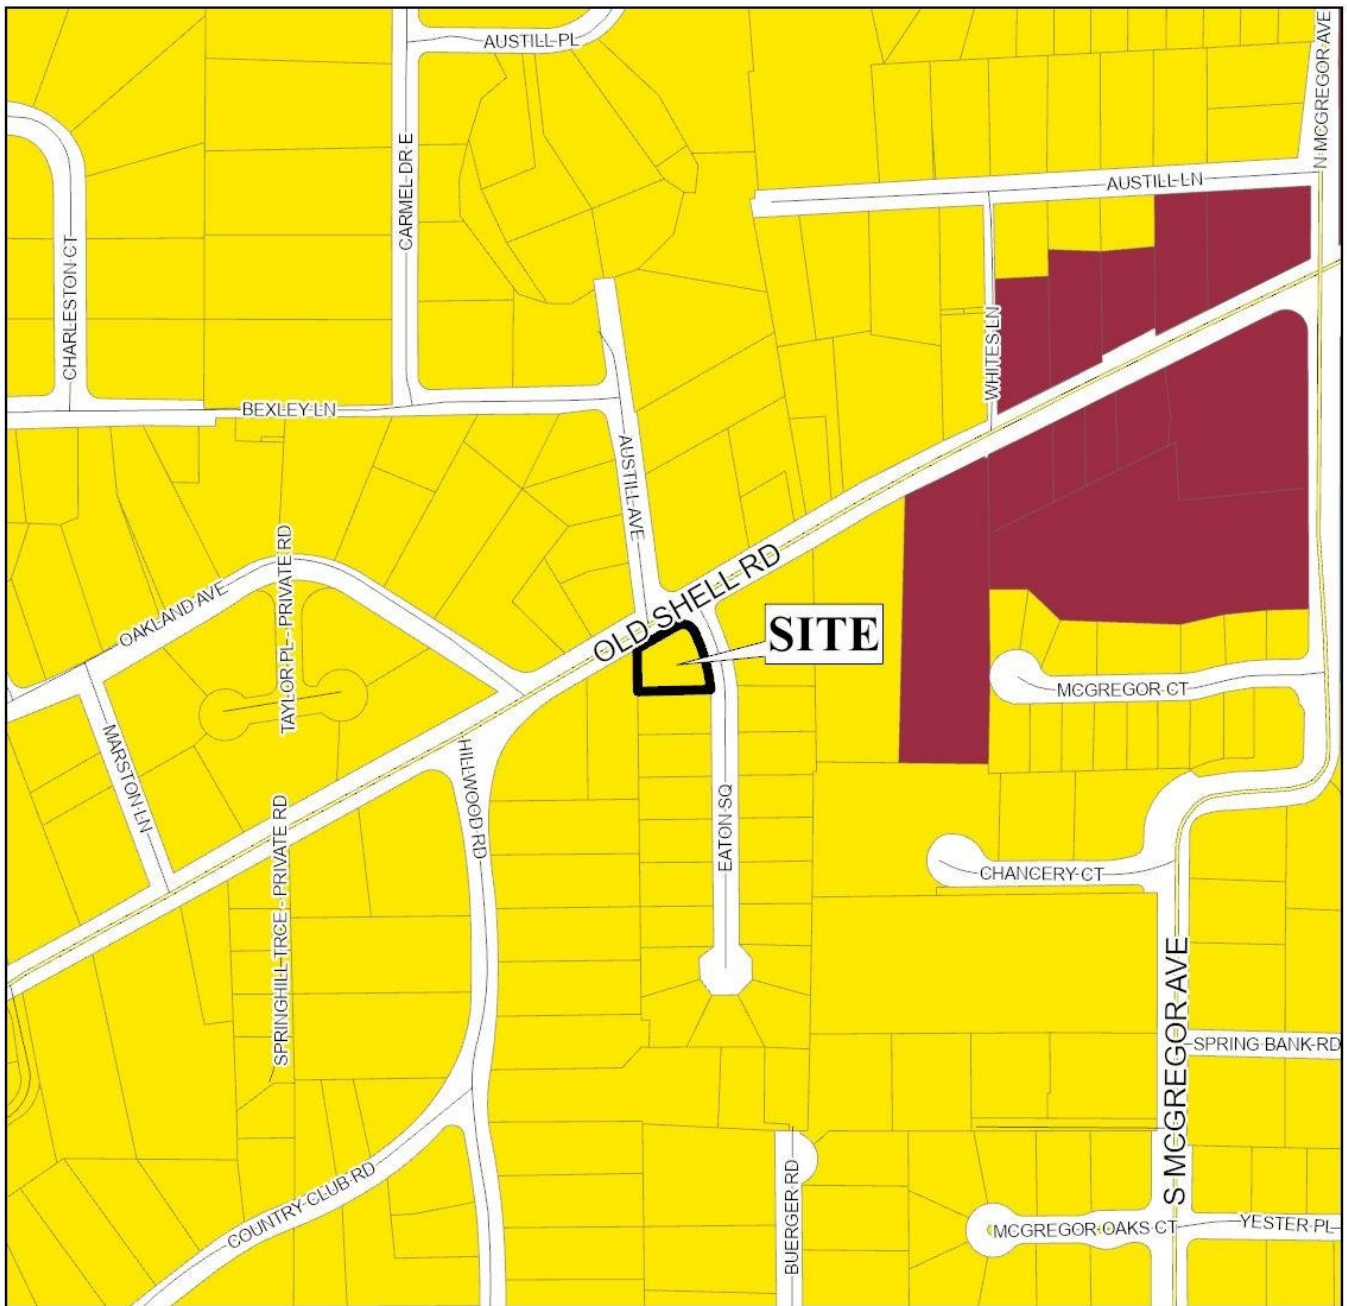 AUSTILL PL
N MCGREGOR AVE
CARMEL DR E
AUSTILL LN
CHARLESTON CT
WHITES LN
BEXLEY LN
AUSTILL AVE
TAYLOR PL - PRIVATE RD
OAKLAND AVE
OLD SHELL RD
SITE
MCGREGOR CT
MARSTON LN
HILLWOOD RD
SPRINGHILL TRCE - PRIVATE RD
EATON SQ
CHANCERY CT
S MCGREGOR AVE
SPRING BANK RD
COUNTRY CLUB RD
BUERGER RD
MCGREGOR OAKS CT
YESTER PL